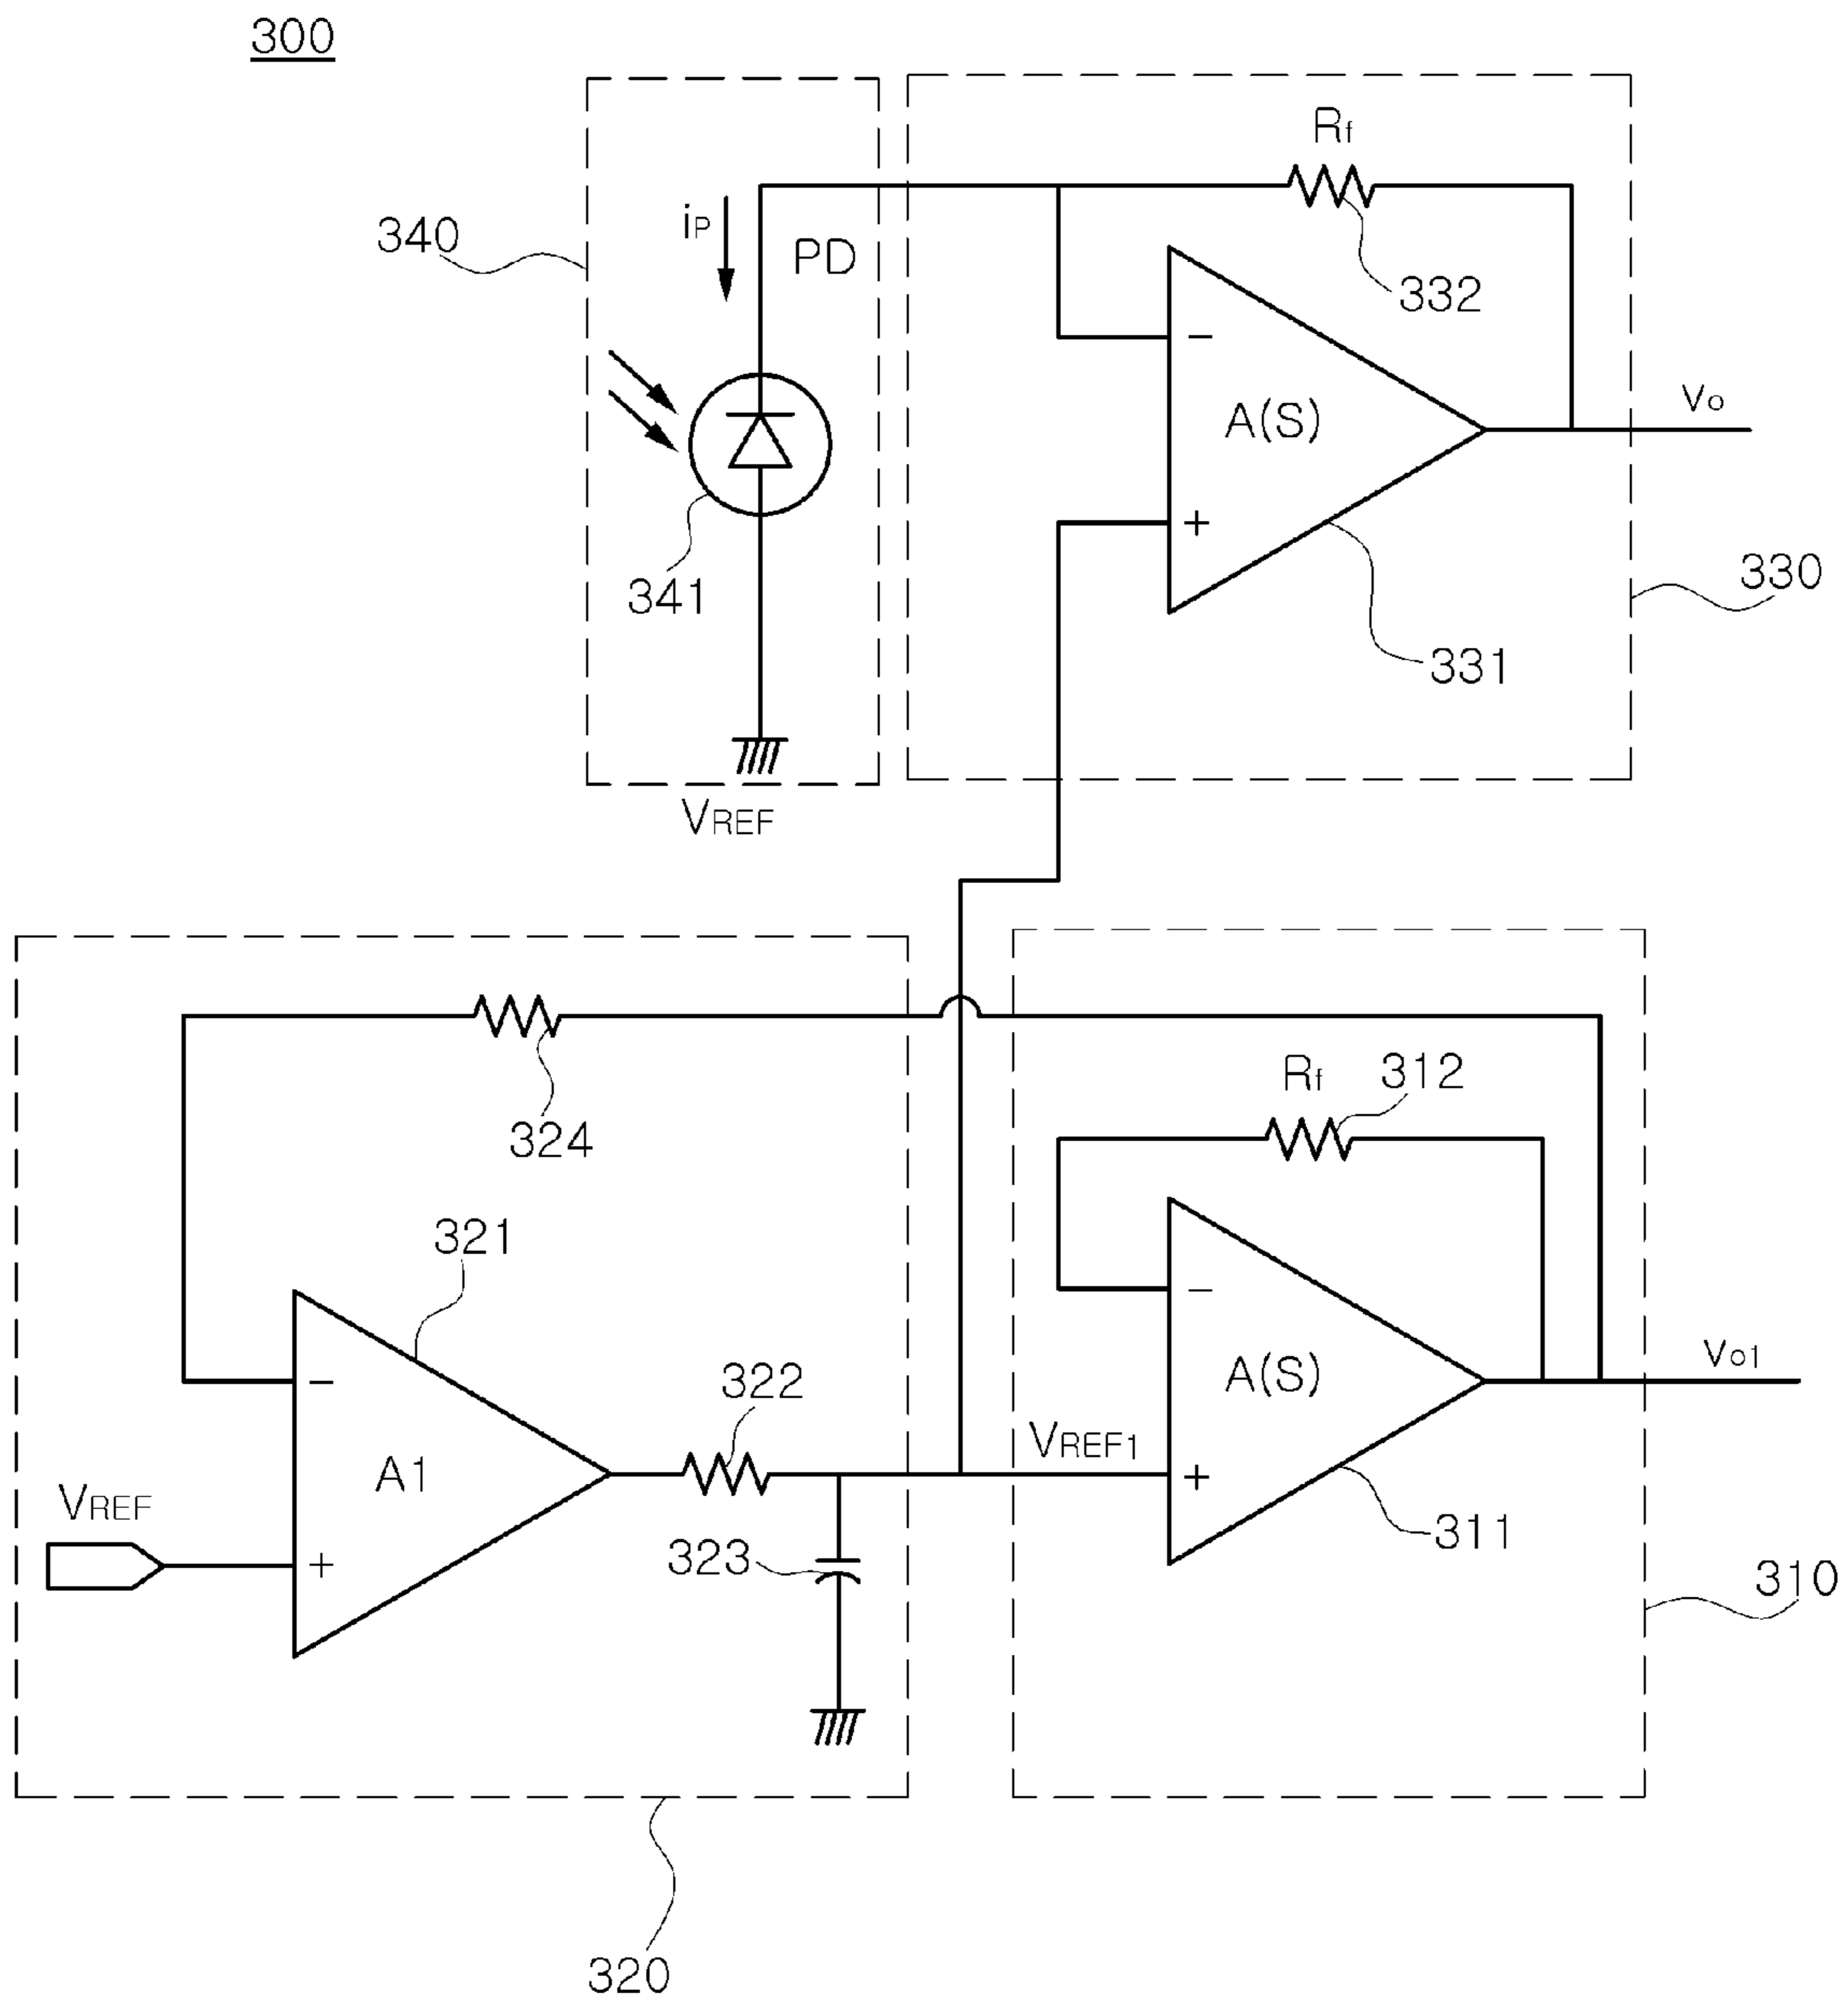 300
Rf
iP
PD
340
332
−
A(S)
Vo
+
341
330
331
VREF
Rf
312
324
321
−
322
A(S)
Vo1
−
A1
VREF1
VREF
+
+
323
311
310
320